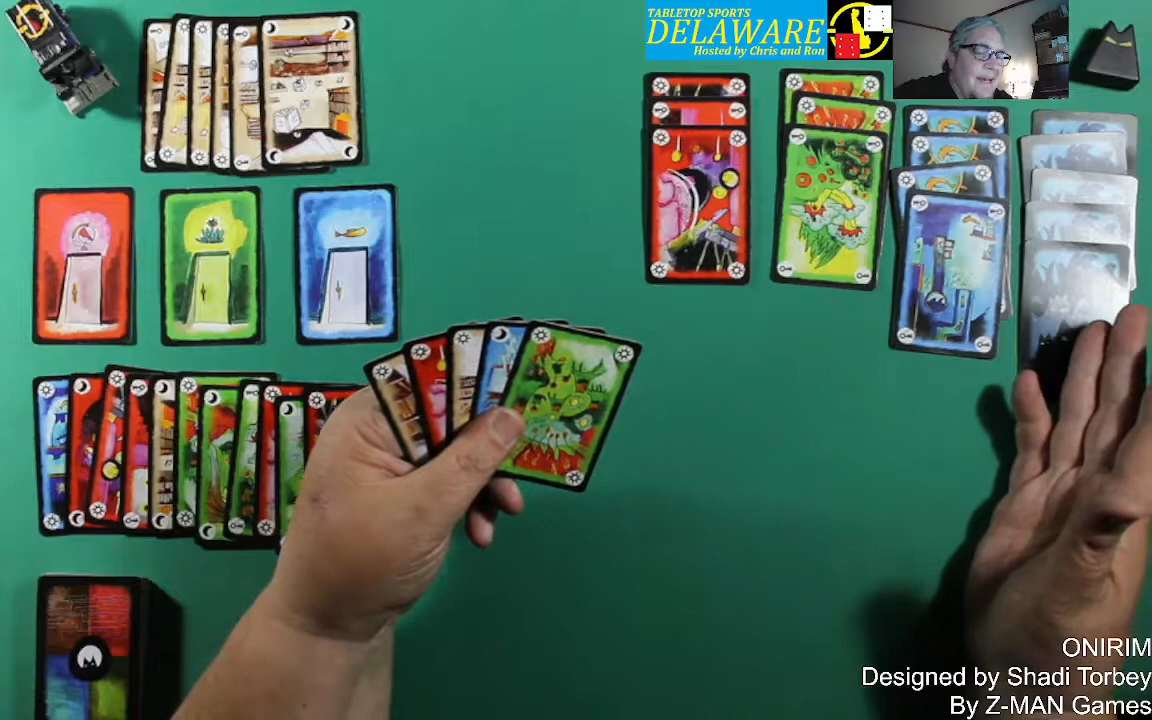 TABLETOP SPORTS
DELAWARE
Hosted by Chris and Ron
ONIRIM
Designed by Shadi Torbey
By Z-MAN Games